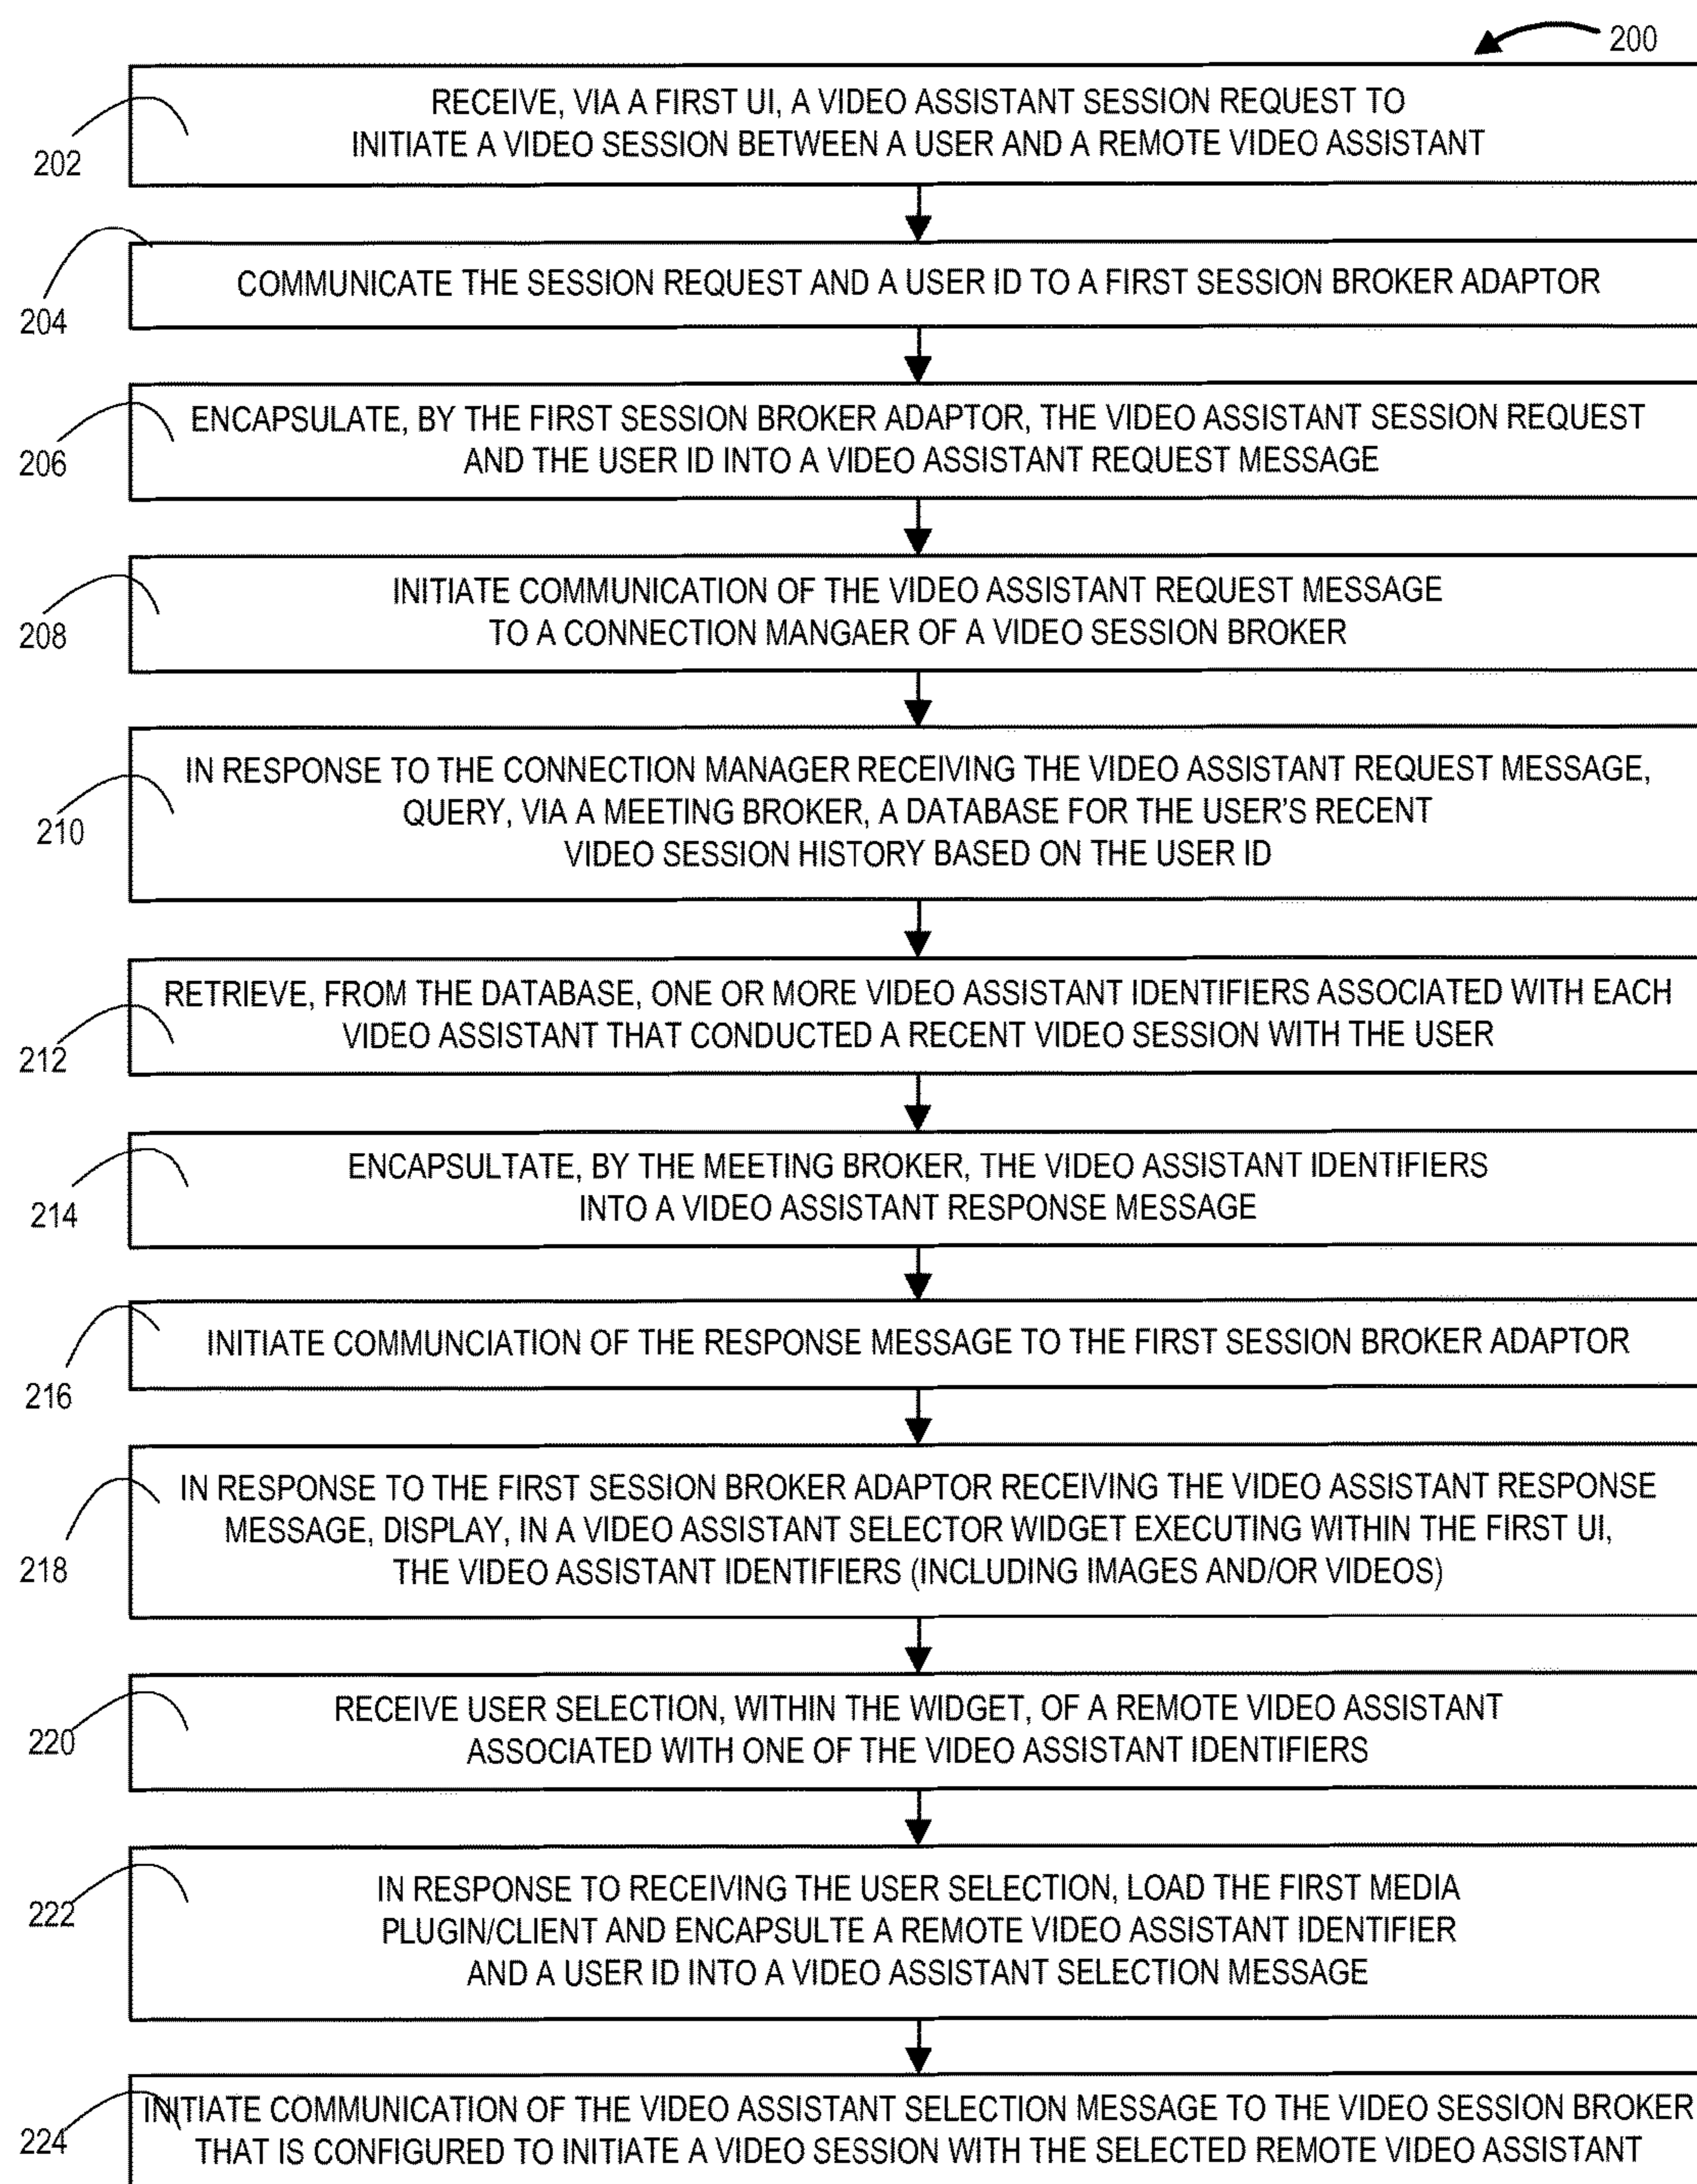 200
202
RECEIVE, VIA A FIRST UI, A VIDEO ASSISTANT SESSION REQUEST TO
INITIATE A VIDEO SESSION BETWEEN A USER AND A REMOTE VIDEO ASSISTANT
204
COMMUNICATE THE SESSION REQUEST AND A USER ID TO A FIRST SESSION BROKER ADAPTOR
206
ENCAPSULATE, BY THE FIRST SESSION BROKER ADAPTOR, THE VIDEO ASSISTANT SESSION REQUEST
AND THE USER ID INTO A VIDEO ASSISTANT REQUEST MESSAGE
208
INITIATE COMMUNICATION OF THE VIDEO ASSISTANT REQUEST MESSAGE
TO A CONNECTION MANGAER OF A VIDEO SESSION BROKER
210
IN RESPONSE TO THE CONNECTION MANAGER RECEIVING THE VIDEO ASSISTANT REQUEST MESSAGE,
QUERY, VIA A MEETING BROKER, A DATABASE FOR THE USER'S RECENT
VIDEO SESSION HISTORY BASED ON THE USER ID
212
RETRIEVE, FROM THE DATABASE, ONE OR MORE VIDEO ASSISTANT IDENTIFIERS ASSOCIATED WITH EACH
VIDEO ASSISTANT THAT CONDUCTED A RECENT VIDEO SESSION WITH THE USER
214
ENCAPSULTATE, BY THE MEETING BROKER, THE VIDEO ASSISTANT IDENTIFIERS
INTO A VIDEO ASSISTANT RESPONSE MESSAGE
216
INITIATE COMMUNCIATION OF THE RESPONSE MESSAGE TO THE FIRST SESSION BROKER ADAPTOR
218
IN RESPONSE TO THE FIRST SESSION BROKER ADAPTOR RECEIVING THE VIDEO ASSISTANT RESPONSE
MESSAGE, DISPLAY, IN A VIDEO ASSISTANT SELECTOR WIDGET EXECUTING WITHIN THE FIRST UI,
THE VIDEO ASSISTANT IDENTIFIERS (INCLUDING IMAGES AND/OR VIDEOS)
220
RECEIVE USER SELECTION, WITHIN THE WIDGET, OF A REMOTE VIDEO ASSISTANT
ASSOCIATED WITH ONE OF THE VIDEO ASSISTANT IDENTIFIERS
222
IN RESPONSE TO RECEIVING THE USER SELECTION, LOAD THE FIRST MEDIA
PLUGIN/CLIENT AND ENCAPSULTE A REMOTE VIDEO ASSISTANT IDENTIFIER
AND A USER ID INTO A VIDEO ASSISTANT SELECTION MESSAGE
224
INITIATE COMMUNICATION OF THE VIDEO ASSISTANT SELECTION MESSAGE TO THE VIDEO SESSION BROKER
THAT IS CONFIGURED TO INITIATE A VIDEO SESSION WITH THE SELECTED REMOTE VIDEO ASSISTANT